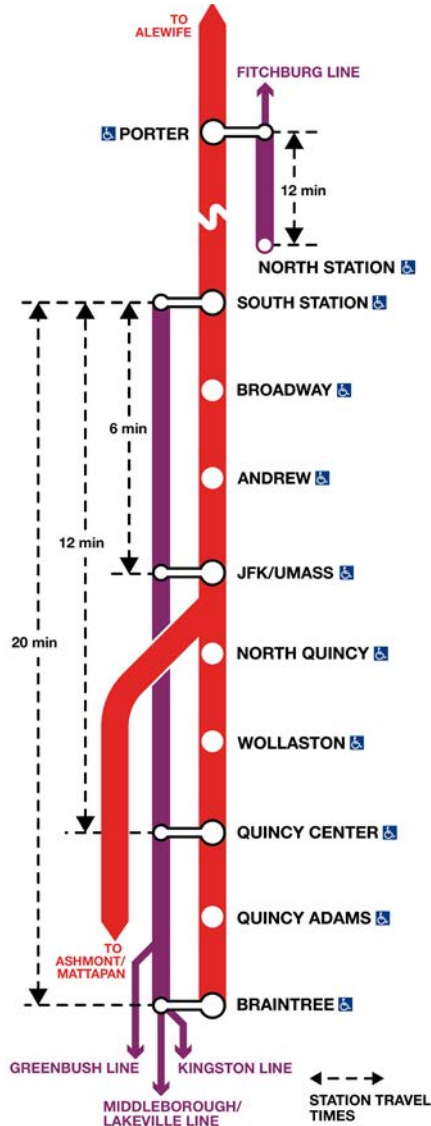 TO
ALEWIFE
FITCHBURG LINE
PORTER
12 min
NORTH STATION
SOUTH STATION
BROADWAY
6 min
ANDREW
12 min
JFK/UMASS
20 min
NORTH QUINCY
WOLLASTON
QUINCY CENTER
QUINCY ADAMS
TO
ASHMONT/
MATTAPAN
BRAINTREE
GREENBUSH LINE
KINGSTON LINE
MIDDLEBOROUGH/
LAKEVILLE LINE
STATION TRAVEL
TIMES